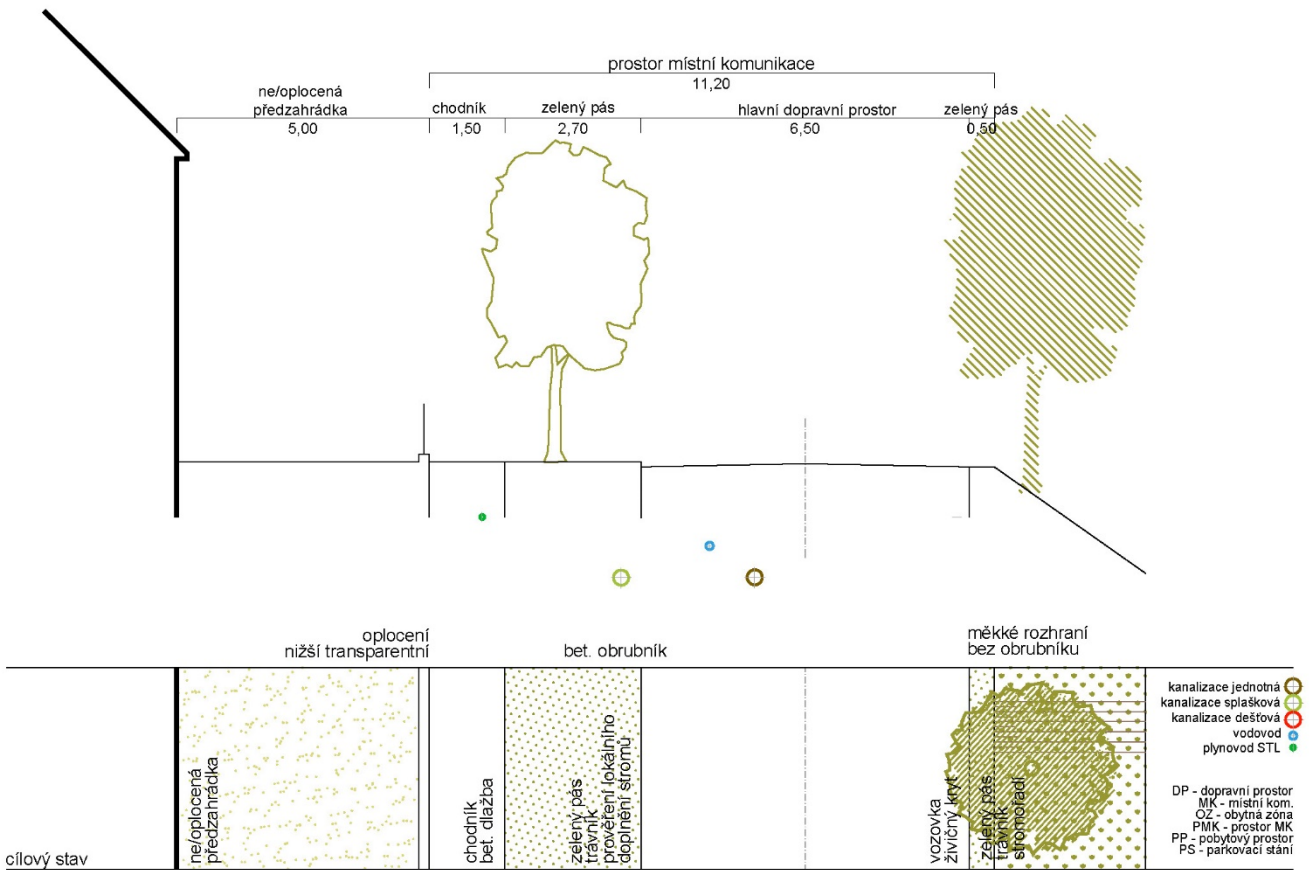 prostor místní komunikace
11,20
ne/oplocená
předzahrádka
5,00
chodník
1,50
zelený pás
2,70
hlavní dopravní prostor
6,50
zelený pás
0,50
oplocení
nižší transparentní
bet. obrubník
měkké rozhraní
bez obrubníku
ne/oplocená
předzahrádka
chodník
bet. dlažba
zeleny pás
trávník
prověření lokálního
doplnění stromů
vozovka
živičný kryt
zeleny pás
trávník
stromořadí
kanalizace jednotná
kanalizace splašková
kanalizace dešťová
vodovod
plynovod STL
DP - dopravní prostor
MK - místní kom.
OZ - obytná zóna
PMK - prostor MK
PP - pobytový prostor
PS - parkovací stání
cílový stav